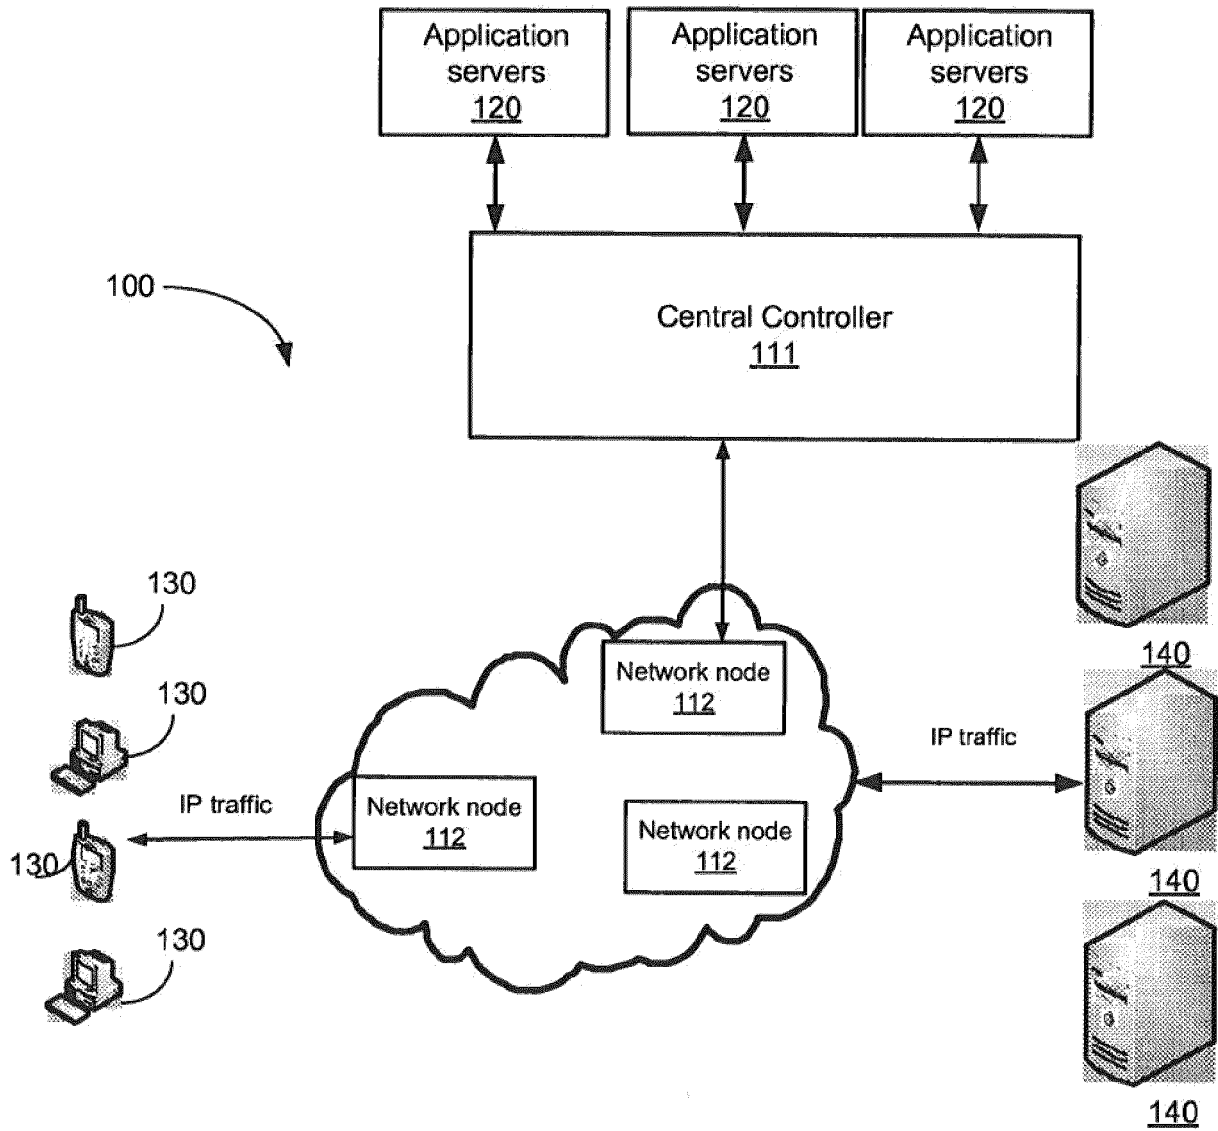 Application
servers
120
Application
servers
120
Application
servers
120
100
Central Controller
111
130
130
IP traffic
130
130
Network node
112
Network node
112
Network node
112
IP traffic
140
140
140